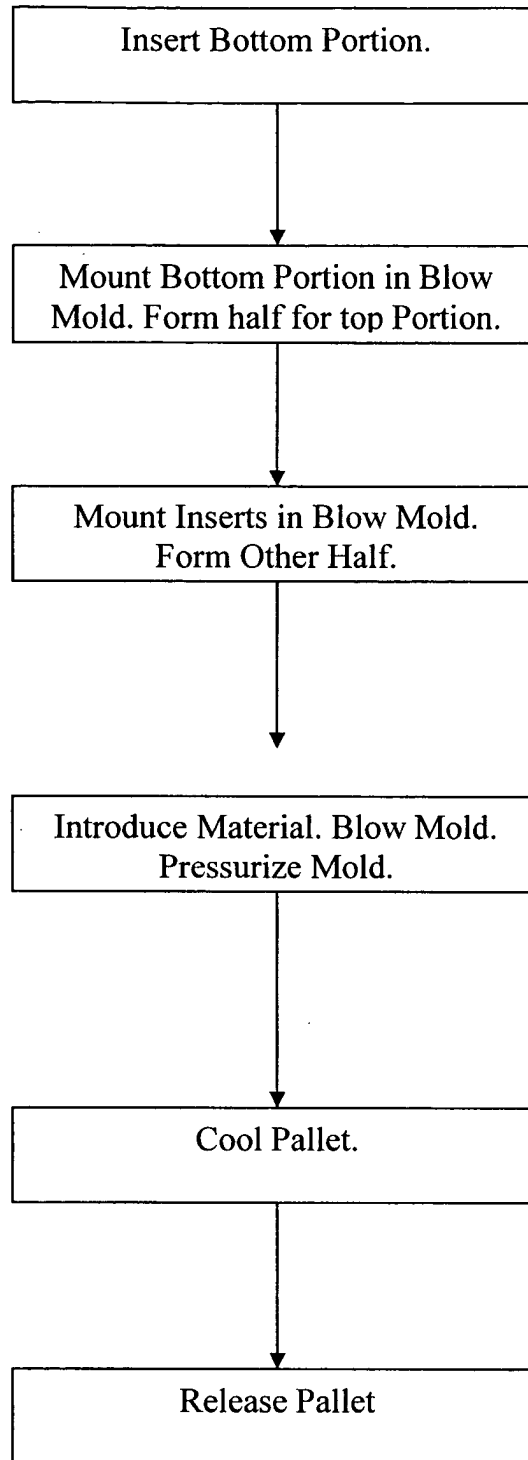 Insert Bottom Portion.
Mount Bottom Portion in Blow
Mold. Form half for top Portion.
Mount Inserts in Blow Mold.
Form Other Half.
Introduce Material. Blow Mold.
Pressurize Mold.
Cool Pallet.
Release Pallet